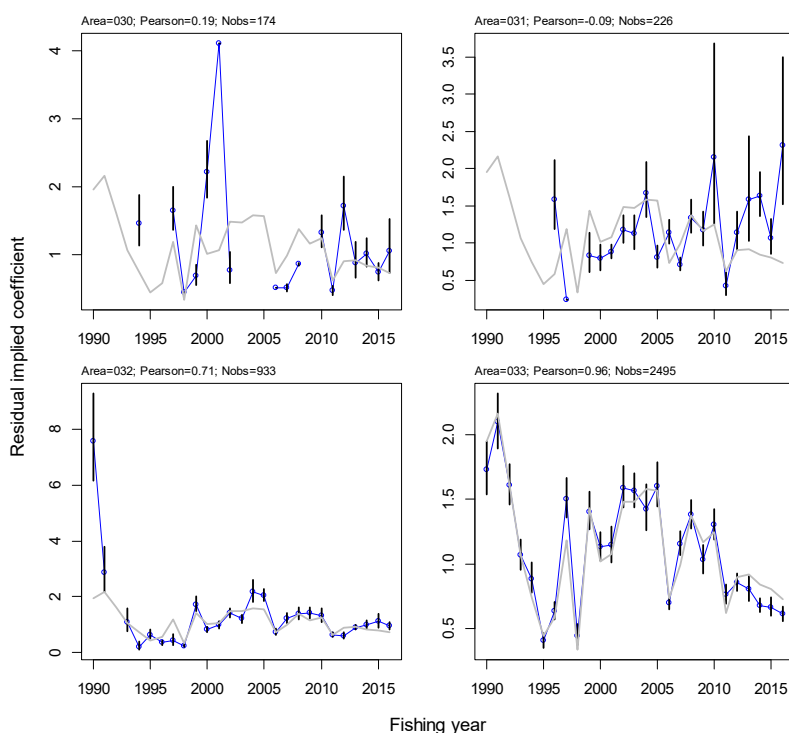 Area=030; Pearson=0.19; Nobs=174
4
3
2
1
1990 1995 2000 2005 2010 2015
Area=031; Pearson=-0.09; Nobs=226
3.5
3.0
2.5
2.0
1.5
1.0
0.5
1990 1995 2000 2005 2010 2015
Area=032; Pearson=0.71; Nobs=933
8
6
4
2
0
1990 1995 2000 2005 2010 2015
Area=033; Pearson=0.96; Nobs=2495
2.0
1.5
1.0
0.5
1990 1995 2000 2005 2010 2015
Residual implied coefficient
Fishing year